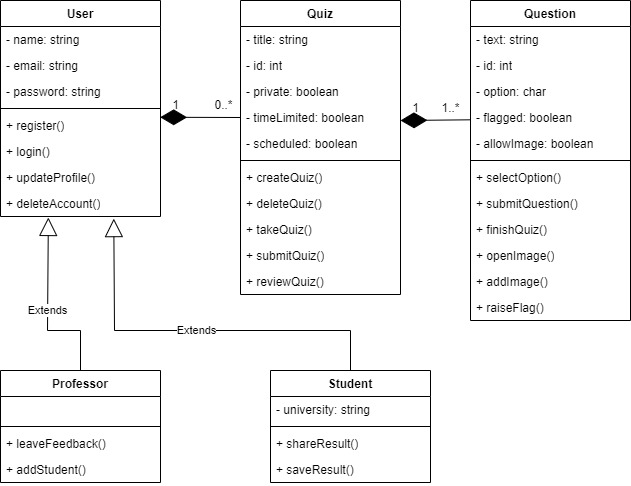 User
- name: string
- email: string
- password: string
+ register()
+ login()
+ updateProfile()
+ deleteAccount()
1
0..*
Quiz
- title: string
- id: int
- private: boolean
- timeLimited: boolean
- scheduled: boolean
+ createQuiz()
+ deleteQuiz()
+ takeQuiz()
+ submitQuiz()
+ reviewQuiz()
1
1..*
Question
- text: string
- id: int
- option: char
- flagged: boolean
- allowImage: boolean
+ selectOption()
+ submitQuestion()
+ finishQuiz()
+ openImage()
+ addImage()
+ raiseFlag()
Extends
Extends
Professor
+ leaveFeedback()
+ addStudent()
Student
- university: string
+ shareResult()
+ saveResult()